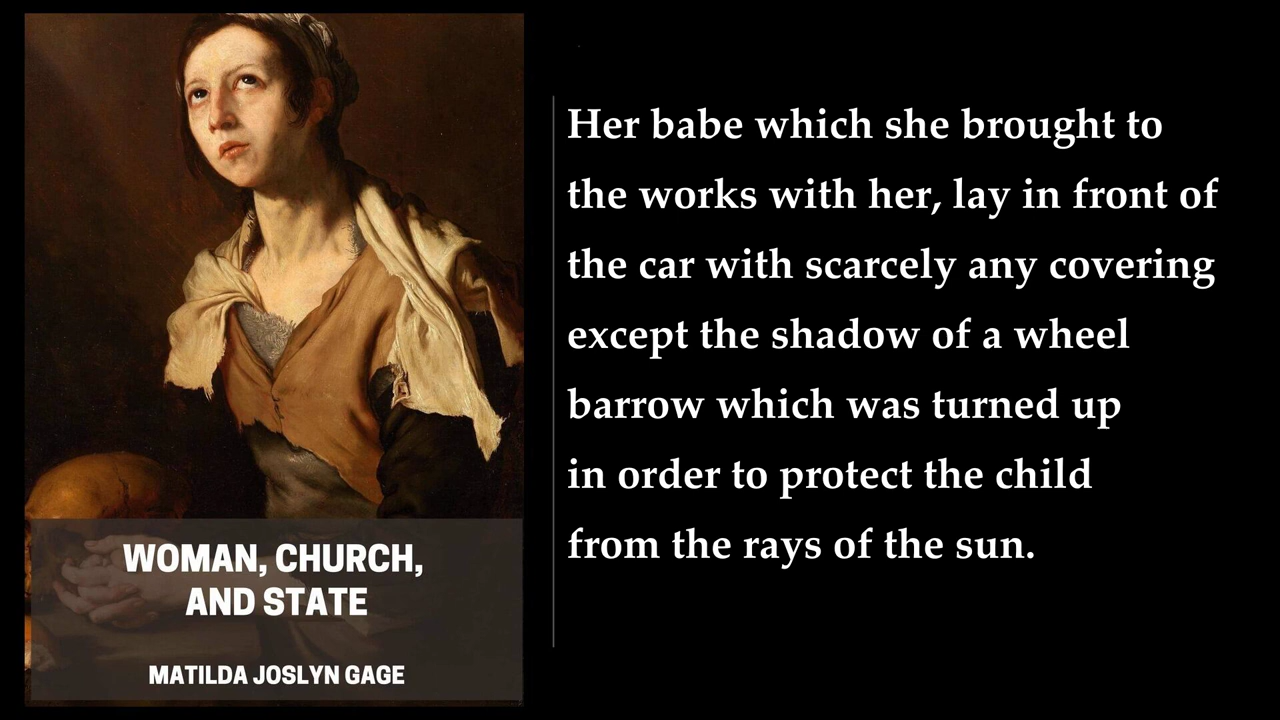 Her babe which she brought to
the works with her, lay in front of
the car with scarcely any covering
except the shadow of a wheel
barrow which was turned up
in order to protect the child
from the rays of the sun.
WOMAN, CHURCH,
AND STATE
MATILDA JOSLYN GAGE